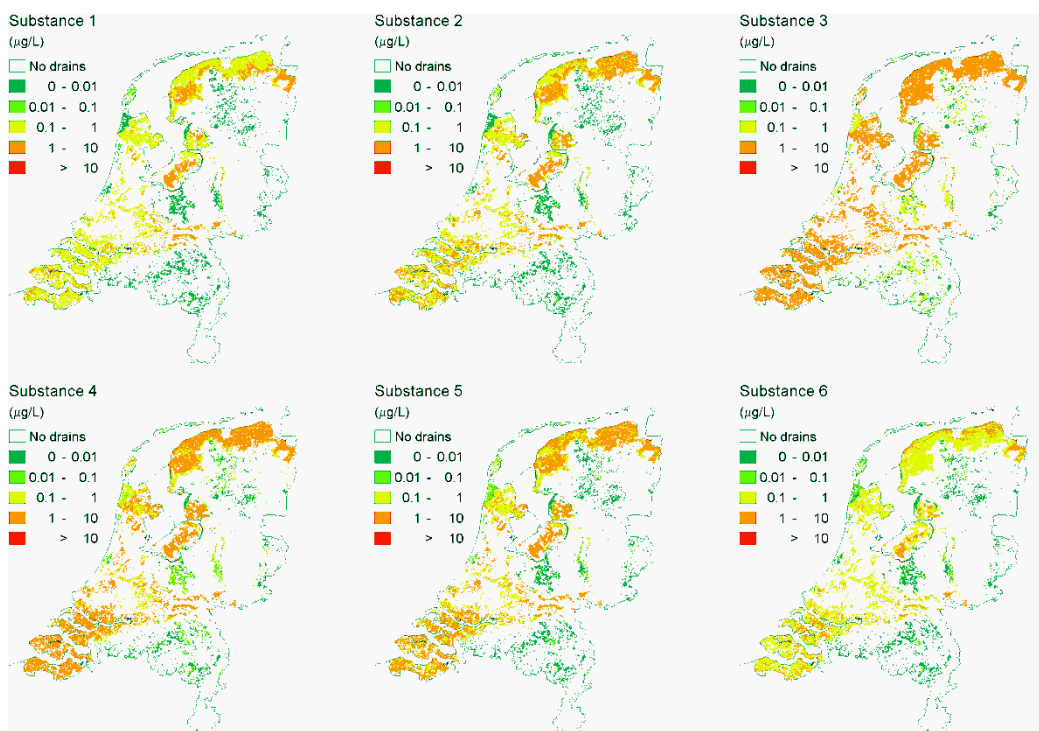 Substance 1
(µg/L)
No drains
0 - 0.01
0.01 - 0.1
0.1 - 1
1 - 10
> 10
Substance 2
(µg/L)
No drains
0 - 0.01
0.01 - 0.1
0.1 - 1
1 - 10
> 10
Substance 3
(µg/L)
No drains
0 - 0.01
0.01 - 0.1
0.1 - 1
1 - 10
> 10
Substance 4
(µg/L)
No drains
0 - 0.01
0.01 - 0.1
0.1 - 1
1 - 10
> 10
Substance 5
(µg/L)
No drains
0 - 0.01
0.01 - 0.1
0.1 - 1
1 - 10
> 10
Substance 6
(µg/L)
No drains
0 - 0.01
0.01 - 0.1
0.1 - 1
1 - 10
> 10